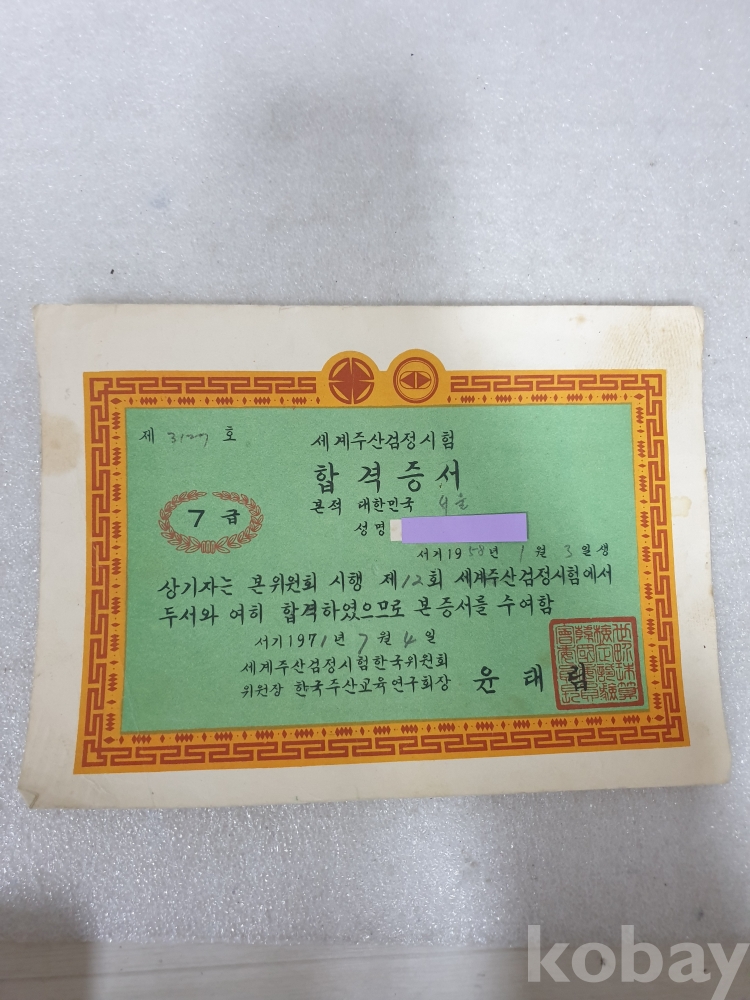 제 3127 호
세계주산검정시험
합격증서
7 급
본적 대한민국 서울
성명
서기 1958년 1월 3일생
상기자는 본위원회 시행 제12회 세계주산검정시험에서
두서와 여히 합격하였으므로 본증서를 수여함
서기 1971년 7월 4일
세계주산검정시험한국위원회
위원장 한국주산교육연구회장 윤태림
kobay